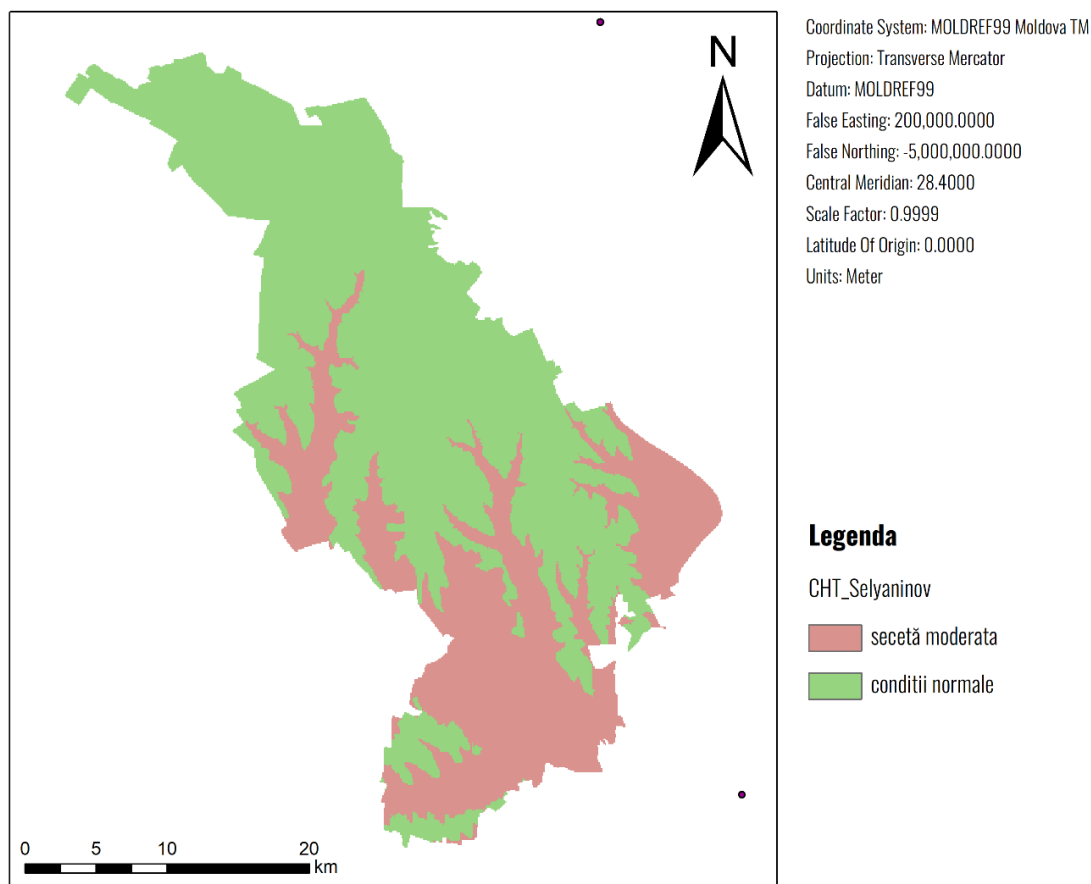 N
Coordinate System: MOLDREF99 Moldova TM
Projection: Transverse Mercator
Datum: MOLDREF99
False Easting: 200,000.0000
False Northing: -5,000,000.0000
Central Meridian: 28.4000
Scale Factor: 0.9999
Latitude Of Origin: 0.0000
Units: Meter
Legenda
CHT_Selyaninov
secetă moderata
conditii normale
0 5 10 20
km